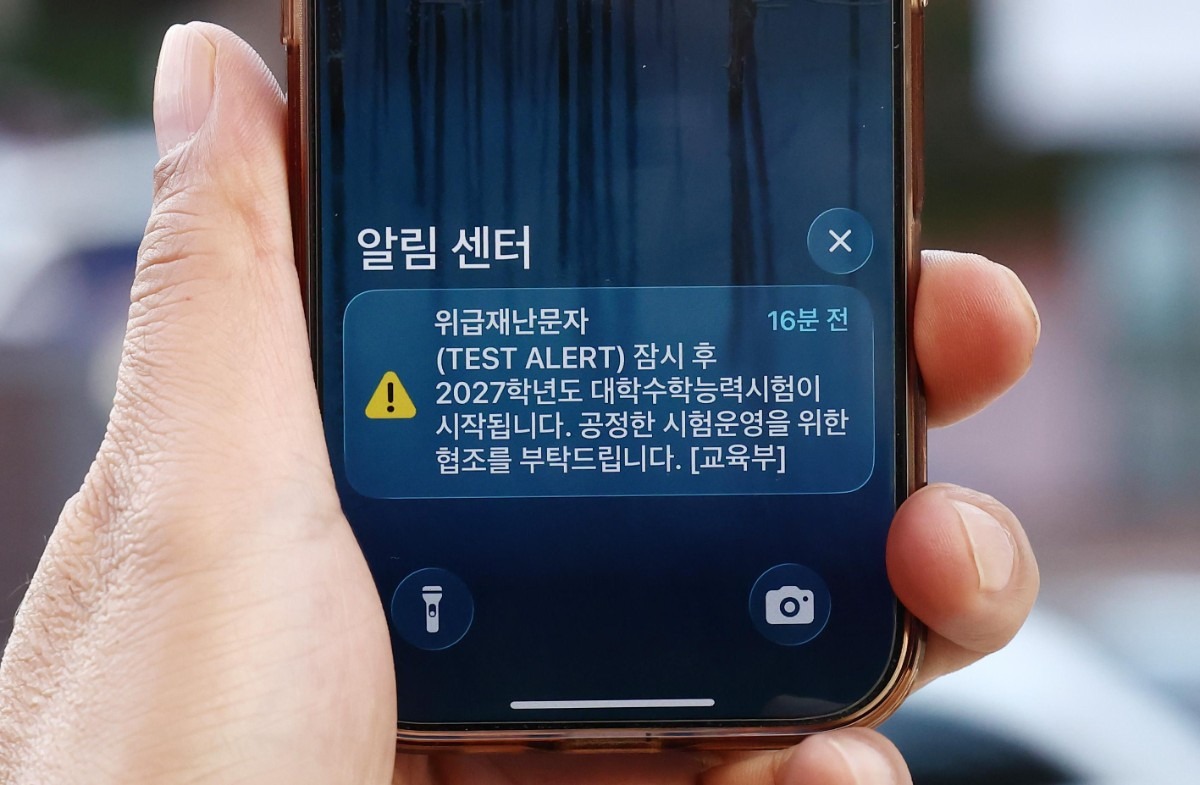 알림 센터
위급재난문자 16분 전
(TEST ALERT) 잠시 후
2027학년도 대학수학능력시험이
시작됩니다. 공정한 시험운영을 위한
협조를 부탁드립니다. [교육부]